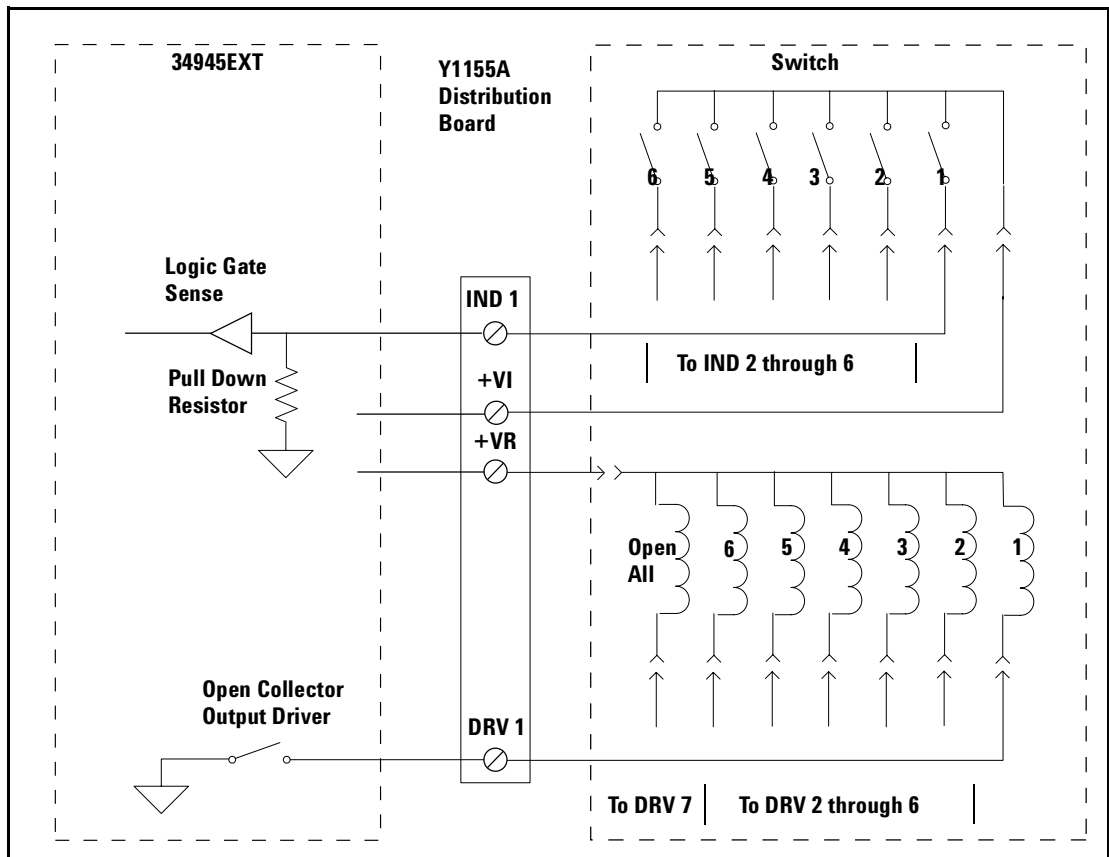 34945EXT
Y1155A
Distribution
Board
Switch
6 5 4 3 2 1
Logic Gate
Sense
IND 1
Pull Down
Resistor
+VI
To IND 2 through 6
+VR
Open
All
6 5 4 3 2 1
Open Collector
Output Driver
DRV 1
To DRV 7
To DRV 2 through 6